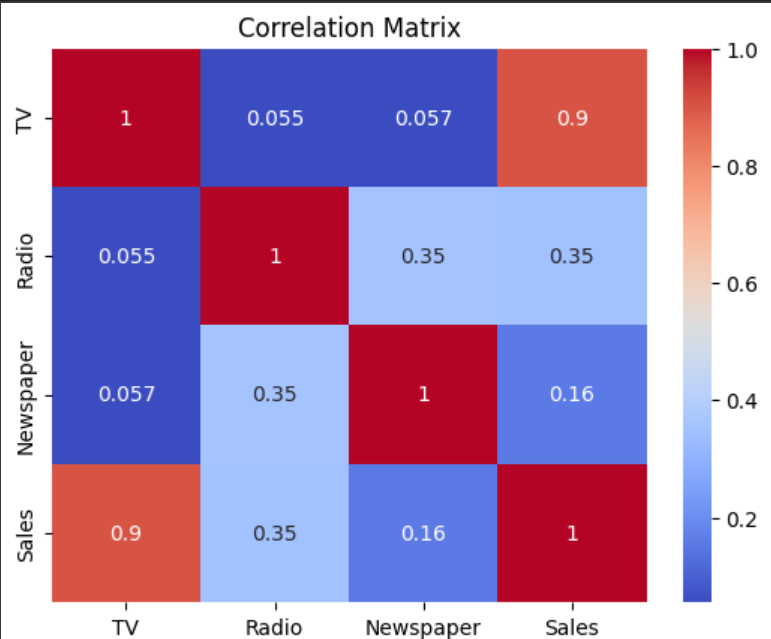 Correlation Matrix
TV 1 0.055 0.057 0.9
Radio 0.055 1 0.35 0.35
Newspaper 0.057 0.35 1 0.16
Sales 0.9 0.35 0.16 1
TV Radio Newspaper Sales
1.0
0.8
0.6
0.4
0.2